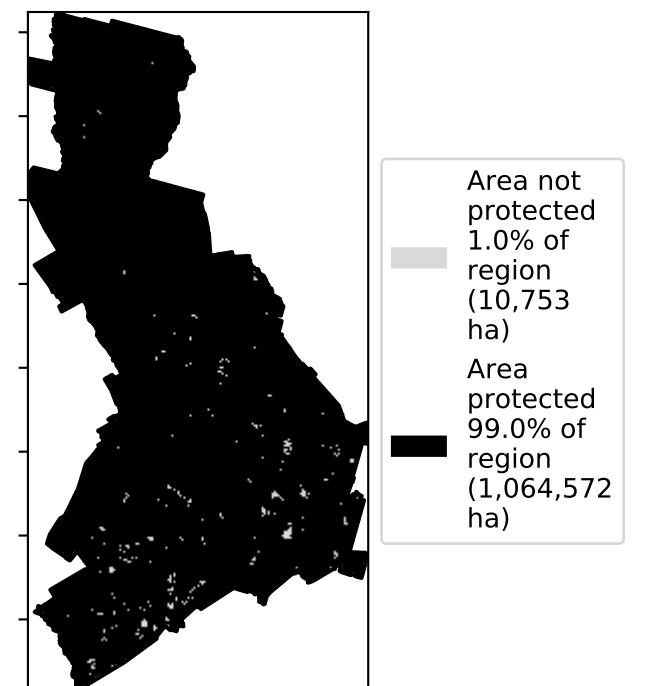 Area not
protected
1.0% of
region
(10,753
ha)
Area
protected
99.0% of
region
(1,064,572
ha)